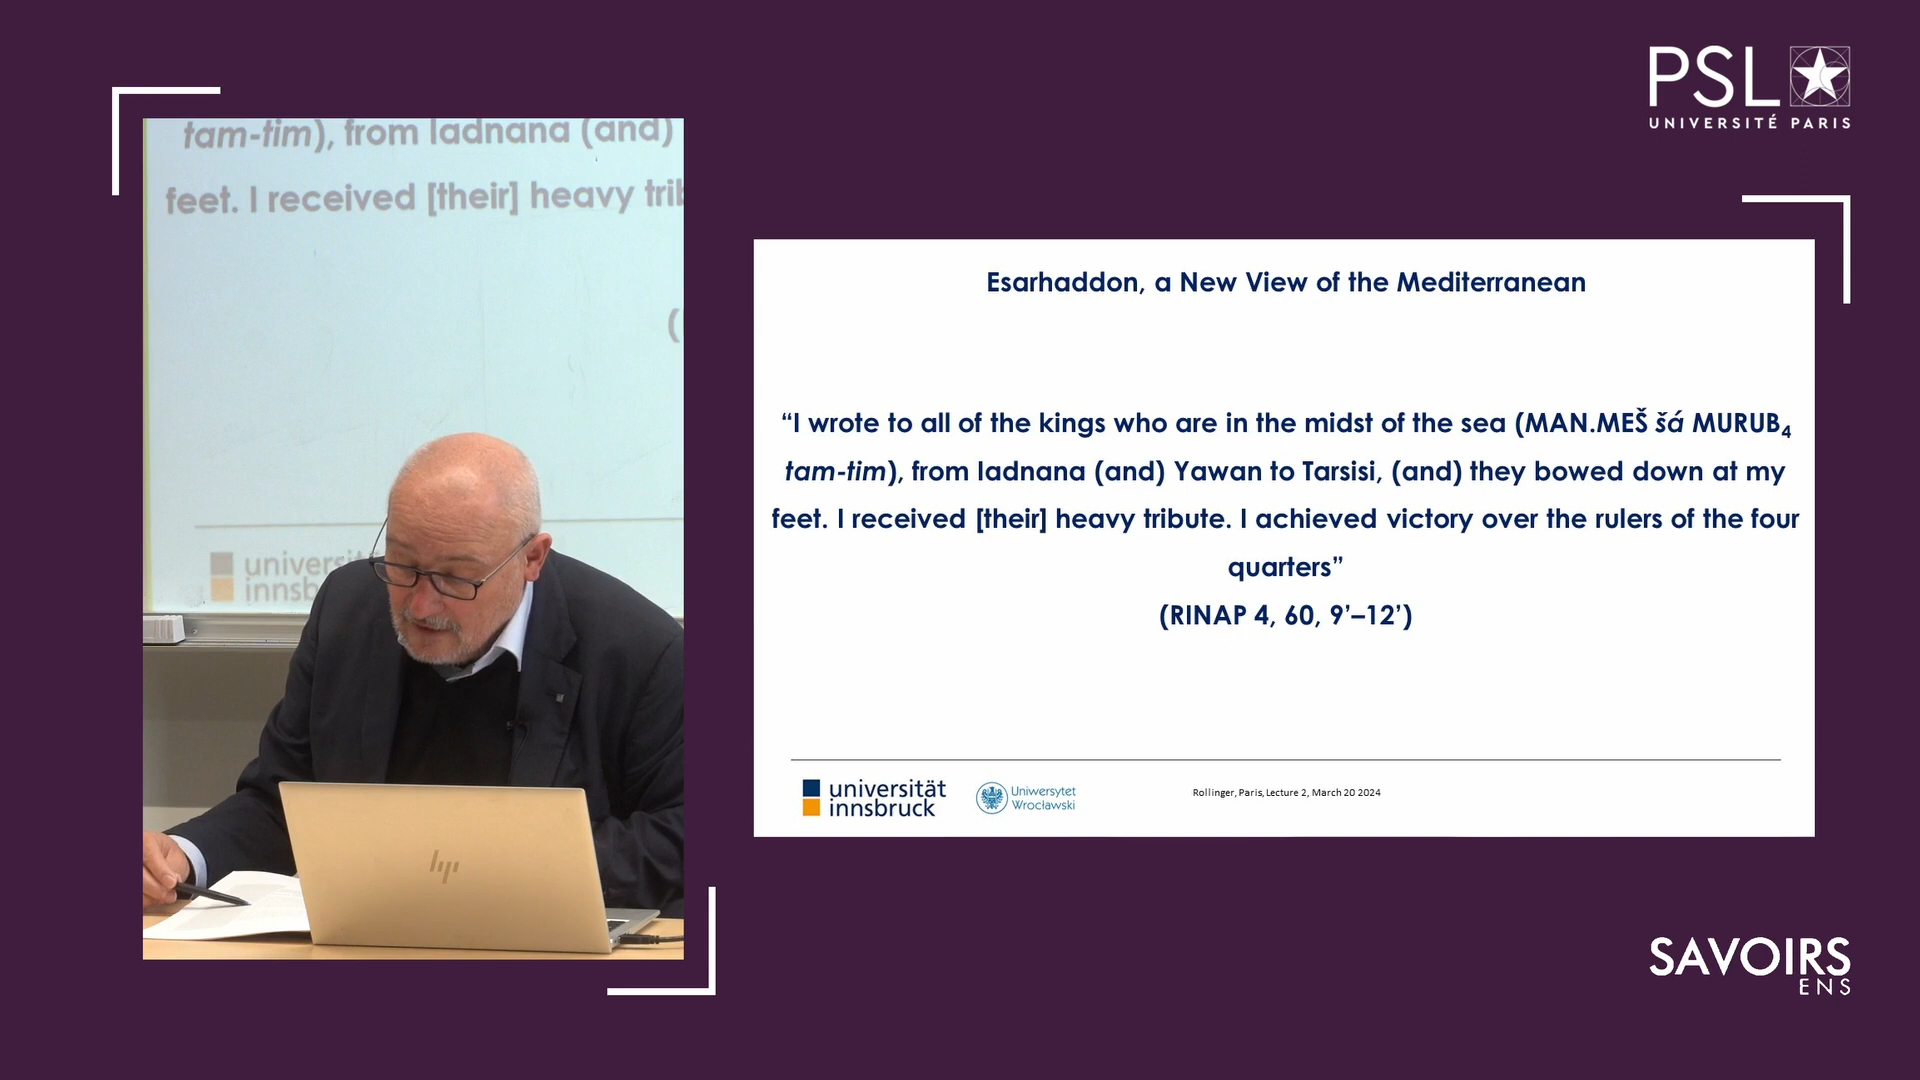 PSL
UNIVERSITÉ PARIS
tam-tim), from Iadnana (and)
feet. I received [their] heavy
(
universit
innsb
hp
Esarhaddon, a New View of the Mediterranean
“I wrote to all of the kings who are in the midst of the sea (MAN.MEŠ šá MURUB₄
tam-tim), from Iadnana (and) Yawan to Tarsisi, (and) they bowed down at my
feet. I received [their] heavy tribute. I achieved victory over the rulers of the four
quarters”
(RINAP 4, 60, 9’–12’)
universität
innsbruck
Uniwersytet
Wrocławski
Rollinger, Paris, Lecture 2, March 20 2024
SAVOIRS
ENS